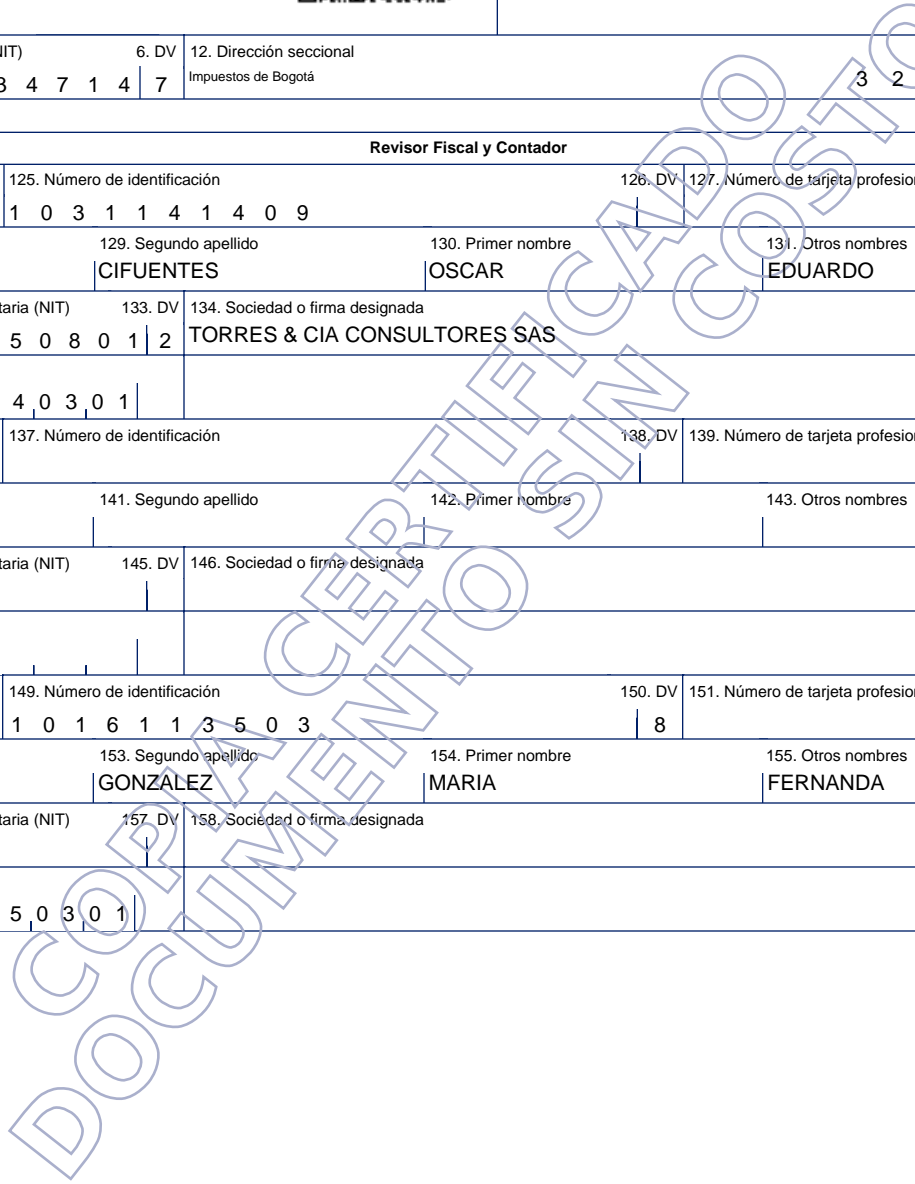 NIT) 6. DV 12. Dirección seccional
3 4 7 1 4 7 Impuestos de Bogotá 3 2
Revisor Fiscal y Contador
125. Número de identificación 126. DV 127. Número de tarjeta profesion
1 0 3 1 1 4 1 4 0 9
129. Segundo apellido 130. Primer nombre 131. Otros nombres
CIFUENTES OSCAR EDUARDO
taria (NIT) 133. DV 134. Sociedad o firma designada
5 0 8 0 1 2 TORRES & CIA CONSULTORES SAS
4 0 3 0 1
137. Número de identificación 138. DV 139. Número de tarjeta profesion
141. Segundo apellido 142. Primer nombre 143. Otros nombres
taria (NIT) 145. DV 146. Sociedad o firma designada
149. Número de identificación 150. DV 151. Número de tarjeta profesion
1 0 1 6 1 1 3 5 0 3 8
153. Segundo apellido 154. Primer nombre 155. Otros nombres
GONZALEZ MARIA FERNANDA
taria (NIT) 157. DV 158. Sociedad o firma designada
5 0 3 0 1
COPIA CERTIFICADO
DOCUMENTO SIN COSTO